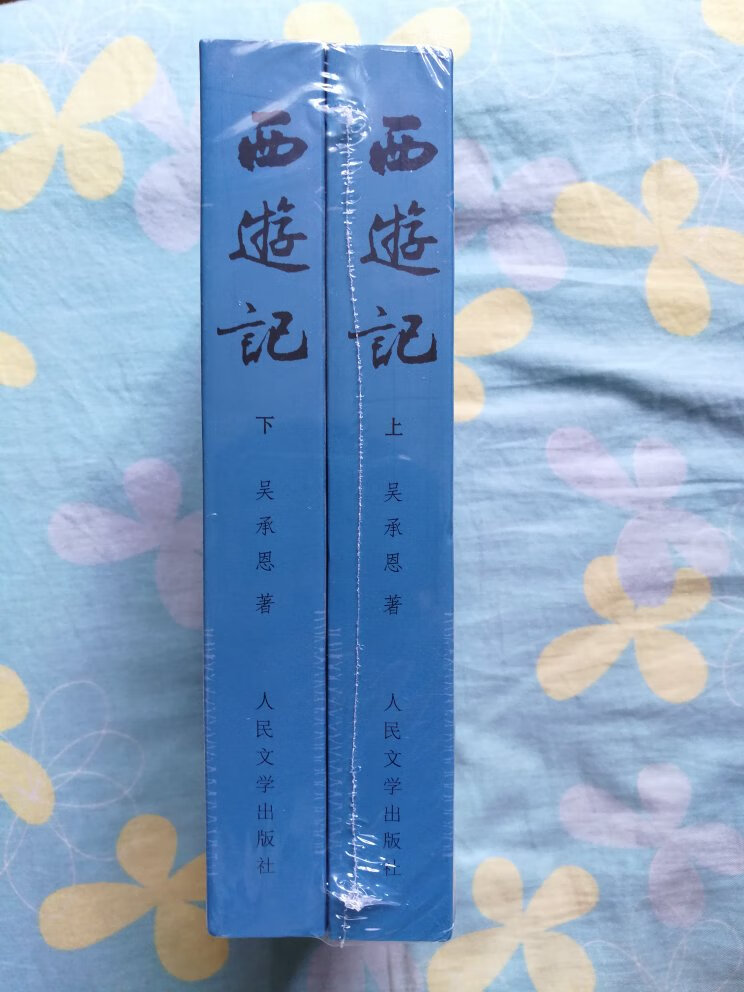 西遊記
上
吴承恩著
人民文学出版社
西遊記
下
吴承恩著
人民文学出版社